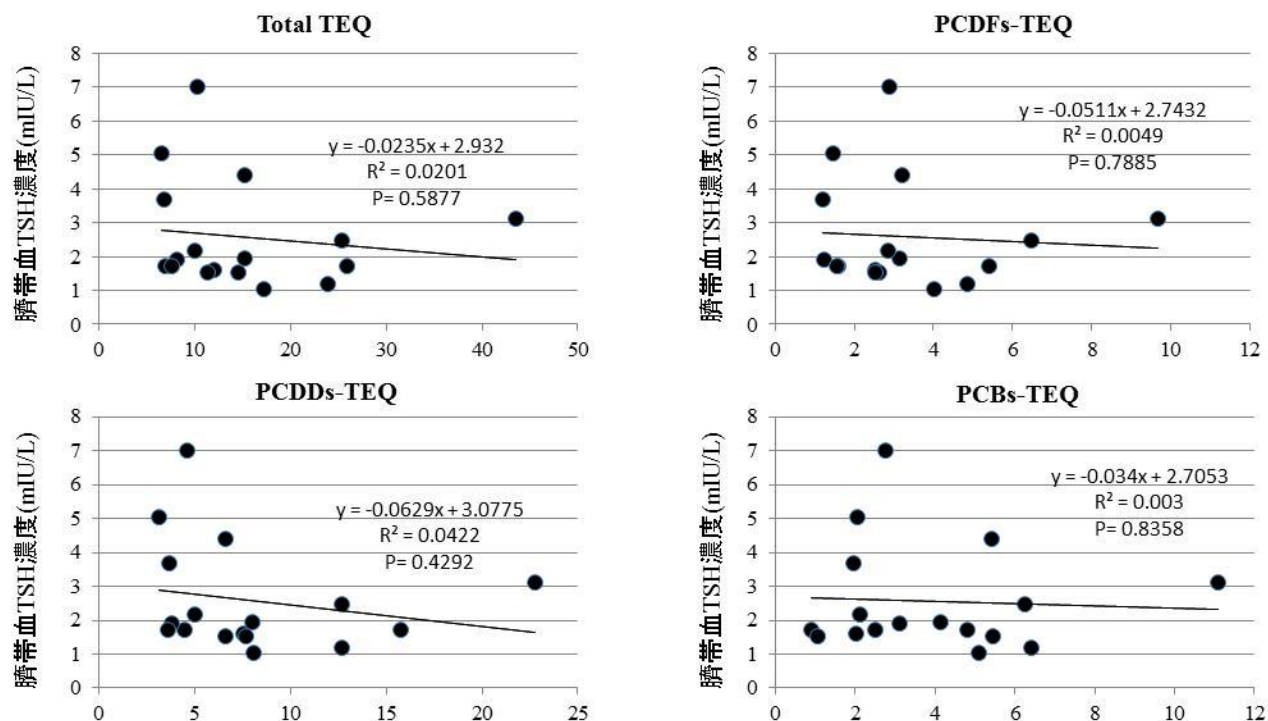 Total TEQ
臍帯血TSH濃度(mIU/L)
8
7
6
5
4
3
2
1
0
y = -0.0235x + 2.932
R² = 0.0201
P= 0.5877
0 10 20 30 40 50
PCDFs-TEQ
臍帯血TSH濃度(mIU/L)
8
7
6
5
4
3
2
1
0
y = -0.0511x + 2.7432
R² = 0.0049
P= 0.7885
0 2 4 6 8 10 12
PCDDs-TEQ
臍帯血TSH濃度(mIU/L)
8
7
6
5
4
3
2
1
0
y = -0.0629x + 3.0775
R² = 0.0422
P= 0.4292
0 5 10 15 20 25
PCBs-TEQ
臍帯血TSH濃度(mIU/L)
8
7
6
5
4
3
2
1
0
y = -0.034x + 2.7053
R² = 0.003
P= 0.8358
0 2 4 6 8 10 12